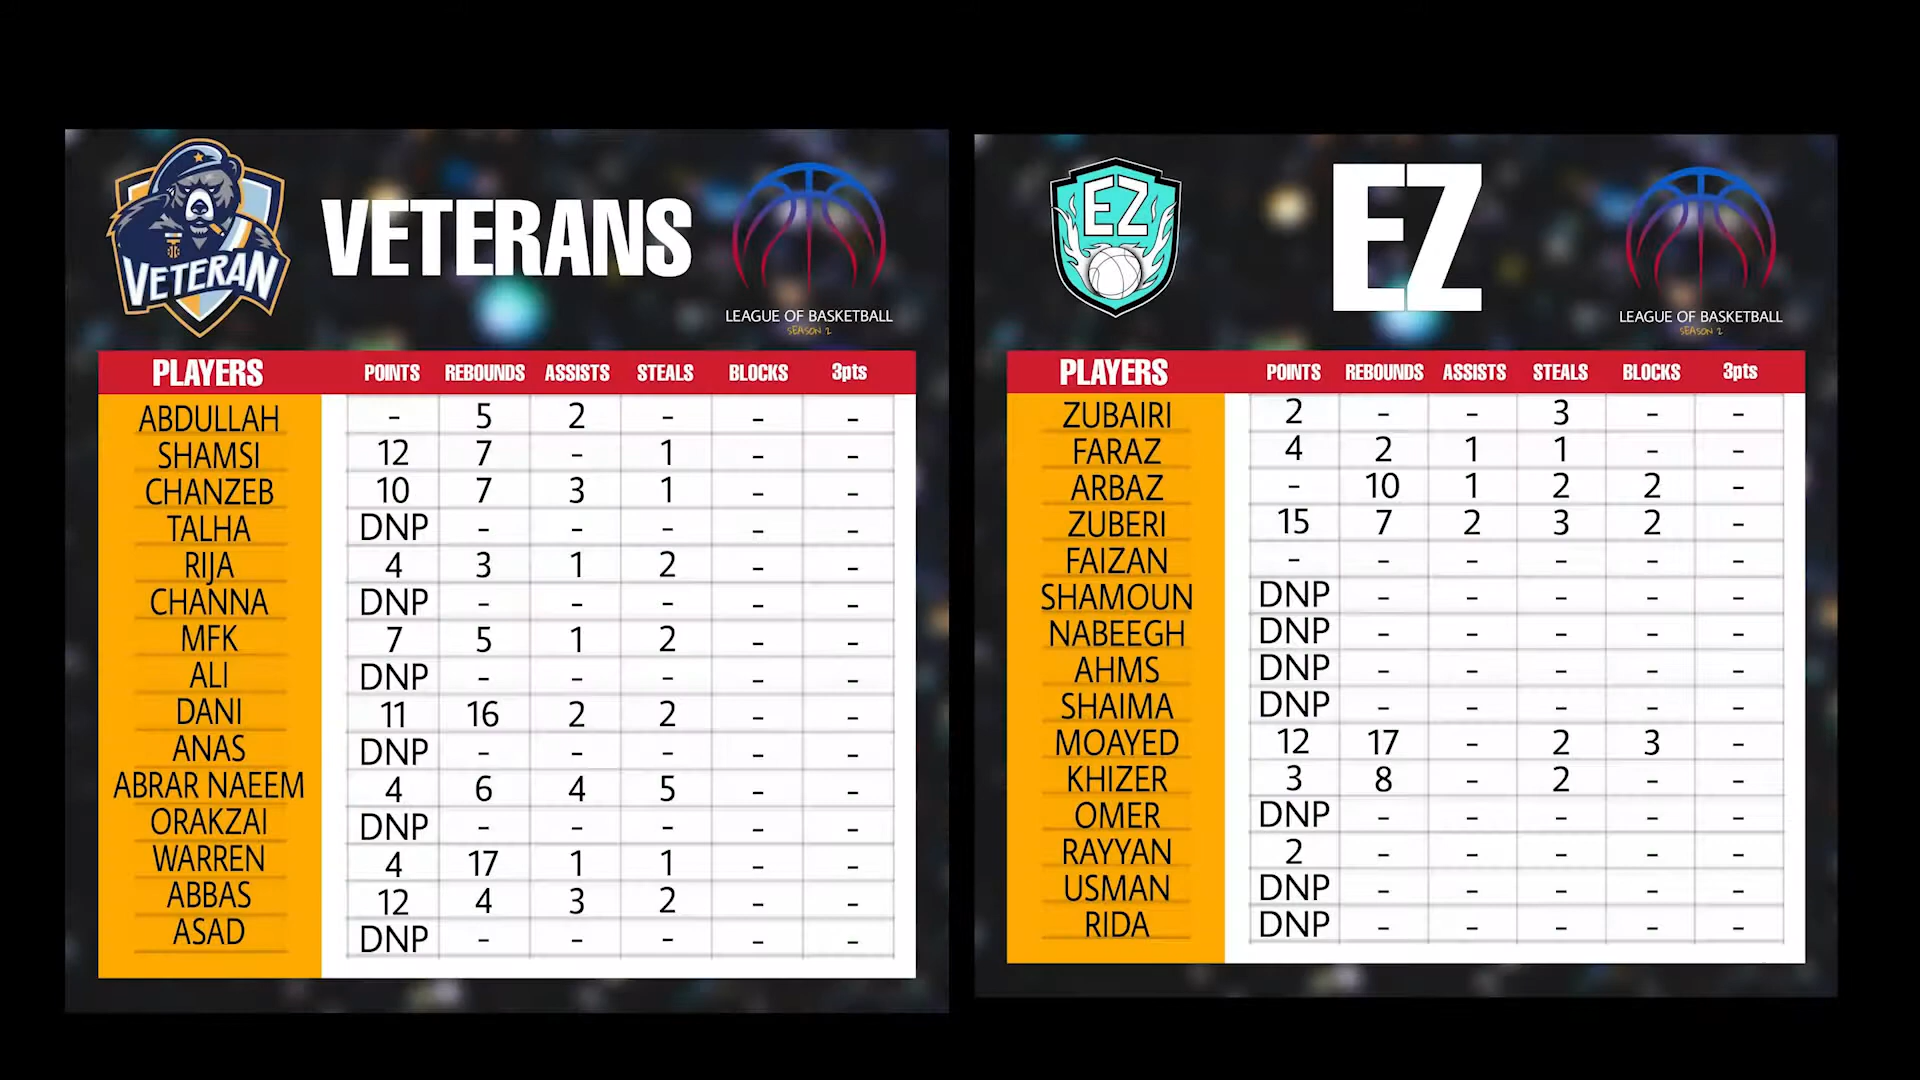 VETERAN
VETERANS
LEAGUE OF BASKETBALL
SEASON 2
PLAYERS POINTS REBOUNDS ASSISTS STEALS BLOCKS 3pts
ABDULLAH - 5 2 - - -
SHAMSI 12 7 - 1 - -
CHANZEB 10 7 3 1 - -
TALHA DNP - - - - -
RIJA 4 3 1 2 - -
CHANNA DNP - - - - -
MFK 7 5 1 2 - -
ALI DNP - - - - -
DANI 11 16 2 2 - -
ANAS DNP - - - - -
ABRAR NAEEM 4 6 4 5 - -
ORAKZAI DNP - - - - -
WARREN 4 17 1 1 - -
ABBAS 12 4 3 2 - -
ASAD DNP - - - - -
EZ
EZ
LEAGUE OF BASKETBALL
SEASON 2
PLAYERS POINTS REBOUNDS ASSISTS STEALS BLOCKS 3pts
ZUBAIRI 2 - - 3 - -
FARAZ 4 2 1 1 - -
ARBAZ - 10 1 2 2 -
ZUBERI 15 7 2 3 2 -
FAIZAN - - - - - -
SHAMOUN DNP - - - - -
NABEEGH DNP - - - - -
AHMS DNP - - - - -
SHAIMA DNP - - - - -
MOAYED 12 17 - 2 3 -
KHIZER 3 8 - 2 - -
OMER DNP - - - - -
RAYYAN 2 - - - - -
USMAN DNP - - - - -
RIDA DNP - - - - -